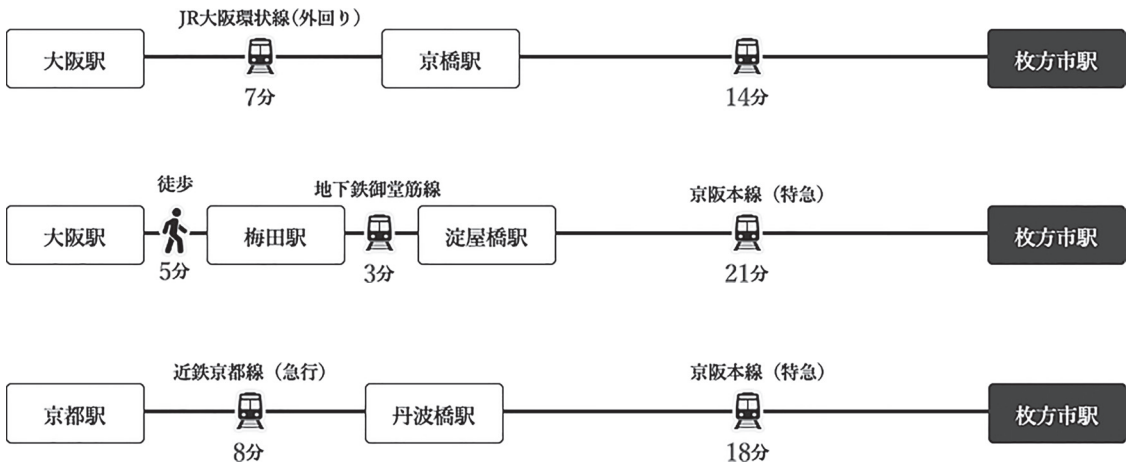 JR大阪環状線(外回り)
大阪駅
京橋駅
枚方市駅
7分
14分
徒歩
地下鉄御堂筋線
京阪本線（特急）
大阪駅
梅田駅
淀屋橋駅
枚方市駅
5分
3分
21分
近鉄京都線（急行）
京阪本線（特急）
京都駅
丹波橋駅
枚方市駅
8分
18分